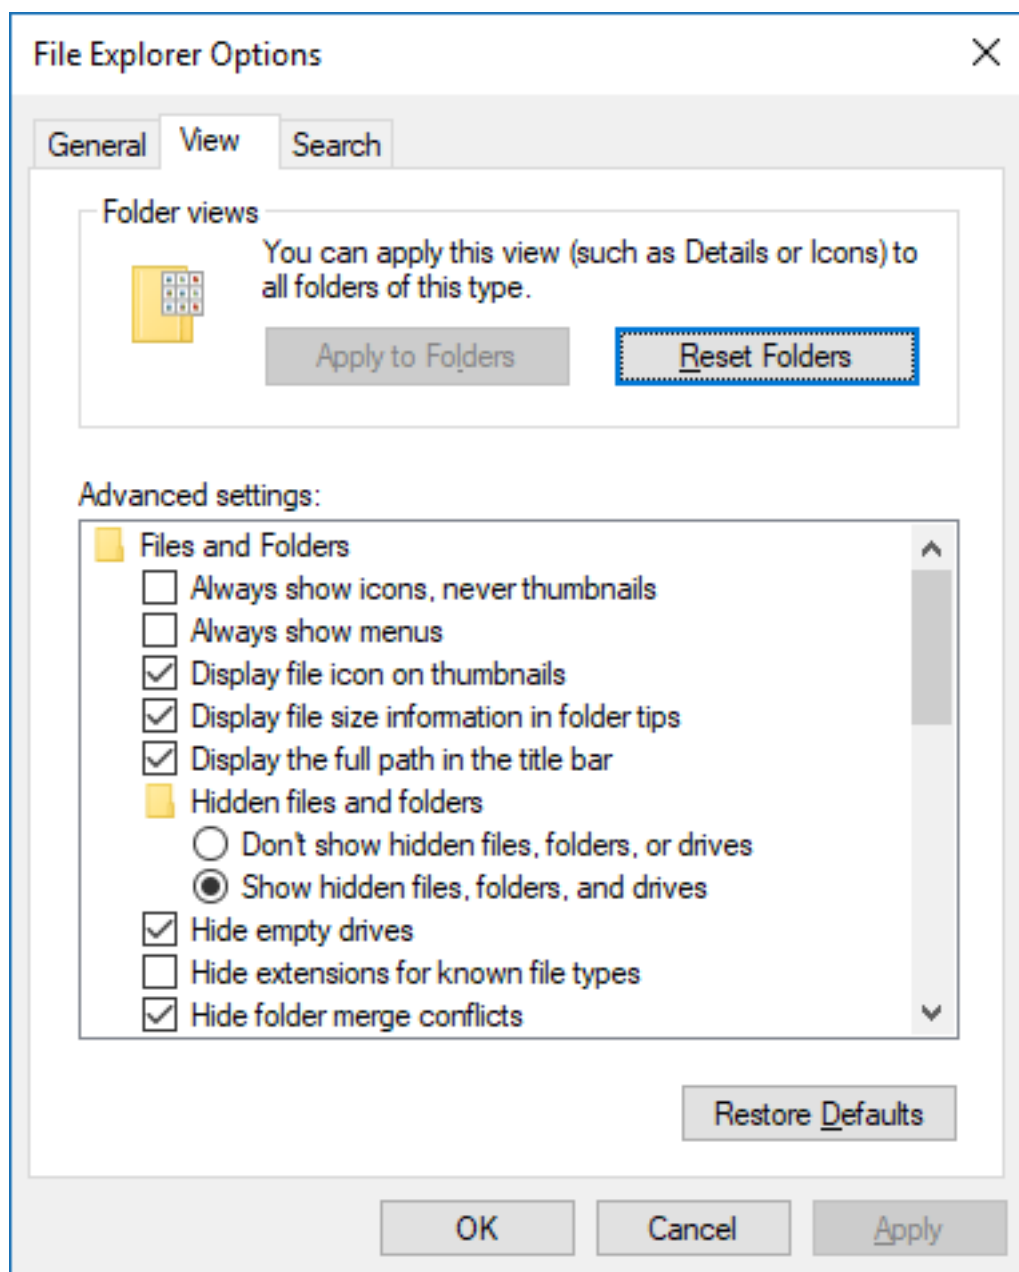 File Explorer Options
General
View
Search
Folder views
You can apply this view (such as Details or Icons) to
all folders of this type.
Apply to Folders
Reset Folders
Advanced settings:
Files and Folders
Always show icons, never thumbnails
Always show menus
Display file icon on thumbnails
Display file size information in folder tips
Display the full path in the title bar
Hidden files and folders
Don't show hidden files, folders, or drives
Show hidden files, folders, and drives
Hide empty drives
Hide extensions for known file types
Hide folder merge conflicts
Restore Defaults
OK
Cancel
Apply